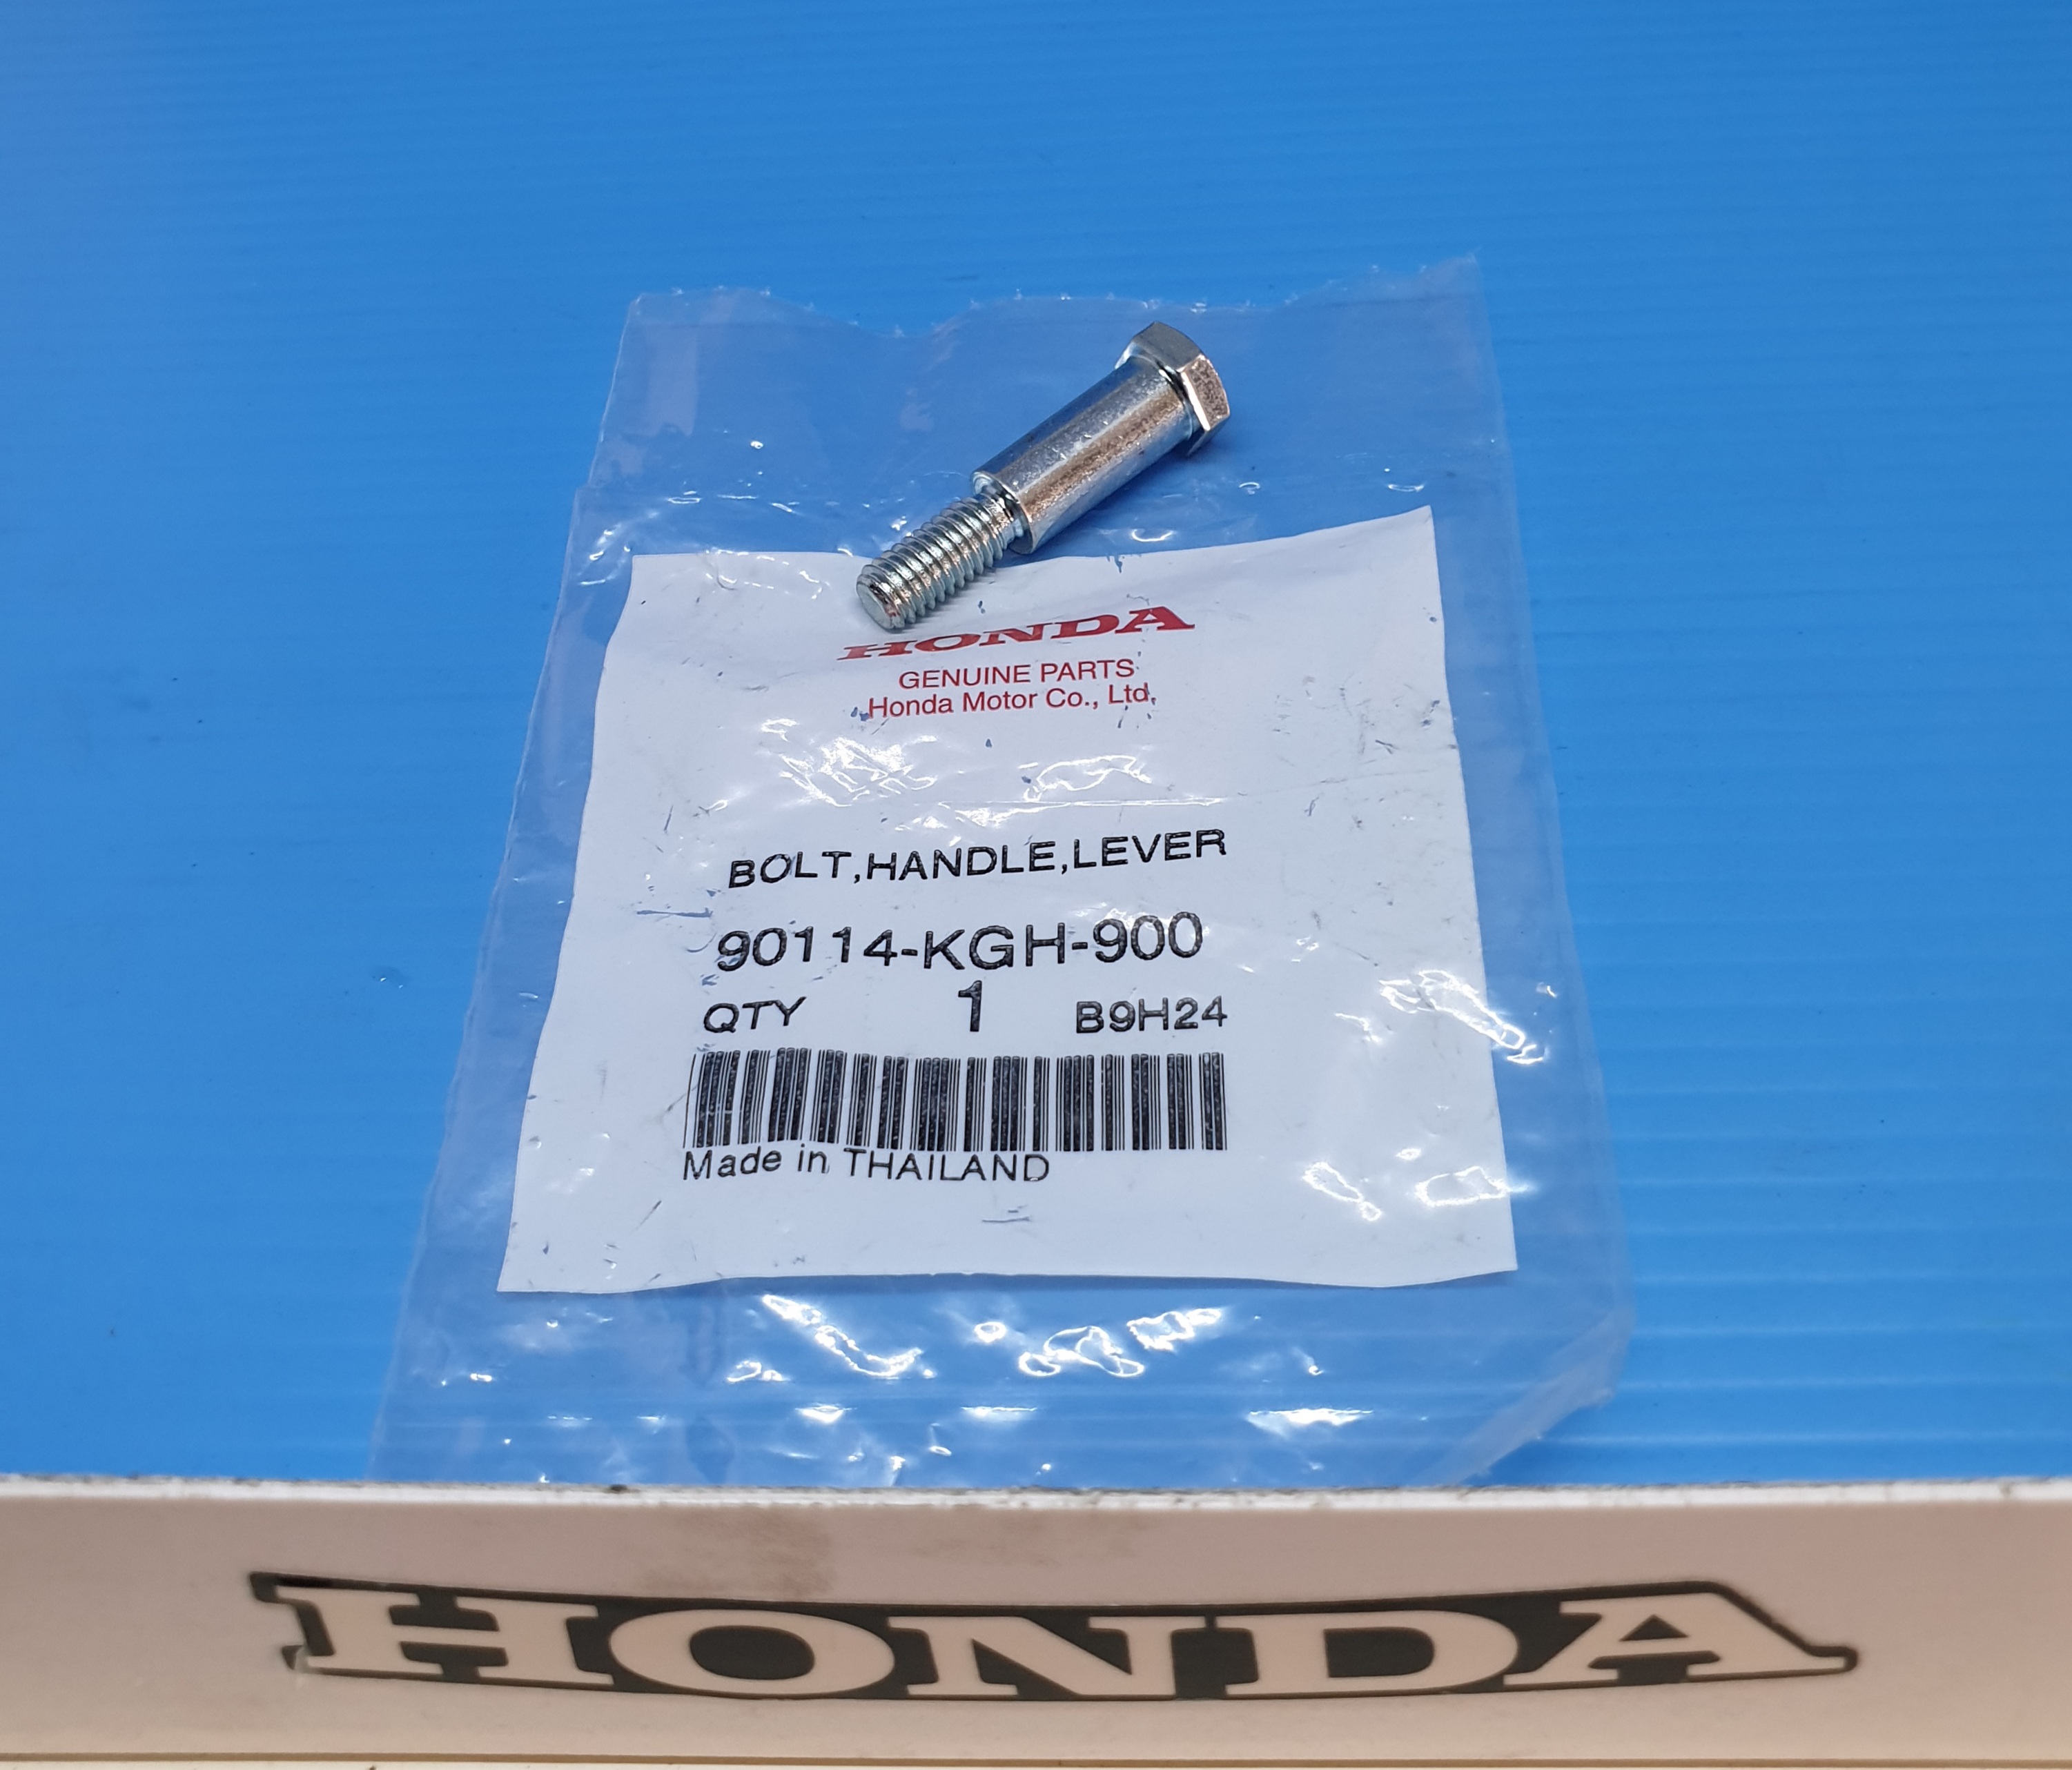 HONDA
GENUINE PARTS
Honda Motor Co., Ltd.
BOLT,HANDLE,LEVER
90114-KGH-900
QTY 1 B9H24
Made in THAILAND
HONDA